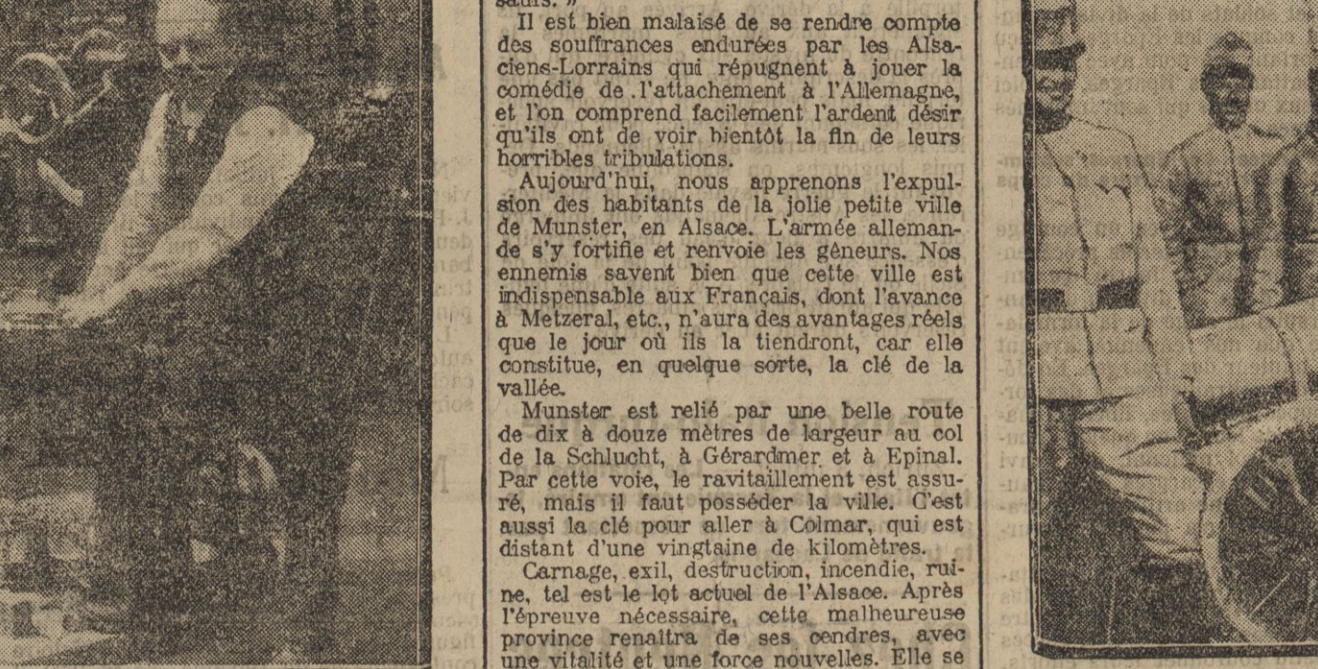 saurs. »
Il est bien malaisé de se rendre compte
des souffrances endurées par les Alsa-
ciens-Lorrains qui répugnent à jouer la
comédie de l'attachement à l'Allemagne,
et l'on comprend facilement l'ardent désir
qu'ils ont de voir bientôt la fin de leurs
horribles tribulations.
Aujourd'hui, nous apprenons l'expul-
sion des habitants de la jolie petite ville
de Munster, en Alsace. L'armée alleman-
de s'y fortifie et renvoie les gêneurs. Nos
ennemis savent bien que cette ville est
indispensable aux Français, dont l'avance
à Metzeral, etc., n'aura des avantages réels
que le jour où ils la tiendront, car elle
constitue, en quelque sorte, la clé de la
vallée.
Munster est relié par une belle route
de dix à douze mètres de largeur au col
de la Schlucht, à Gérardmer et à Epinal.
Par cette voie, le ravitaillement est assu-
ré, mais il faut posséder la ville. C'est
aussi la clé pour aller à Colmar, qui est
distant d'une vingtaine de kilomètres.
Carnage, exil, destruction, incendie, rui-
ne, tel est le lot actuel de l'Alsace. Après
l'épreuve nécessaire, cette malheureuse
province renaîtra de ses cendres, avec
une vitalité et une force nouvelles. Elle se